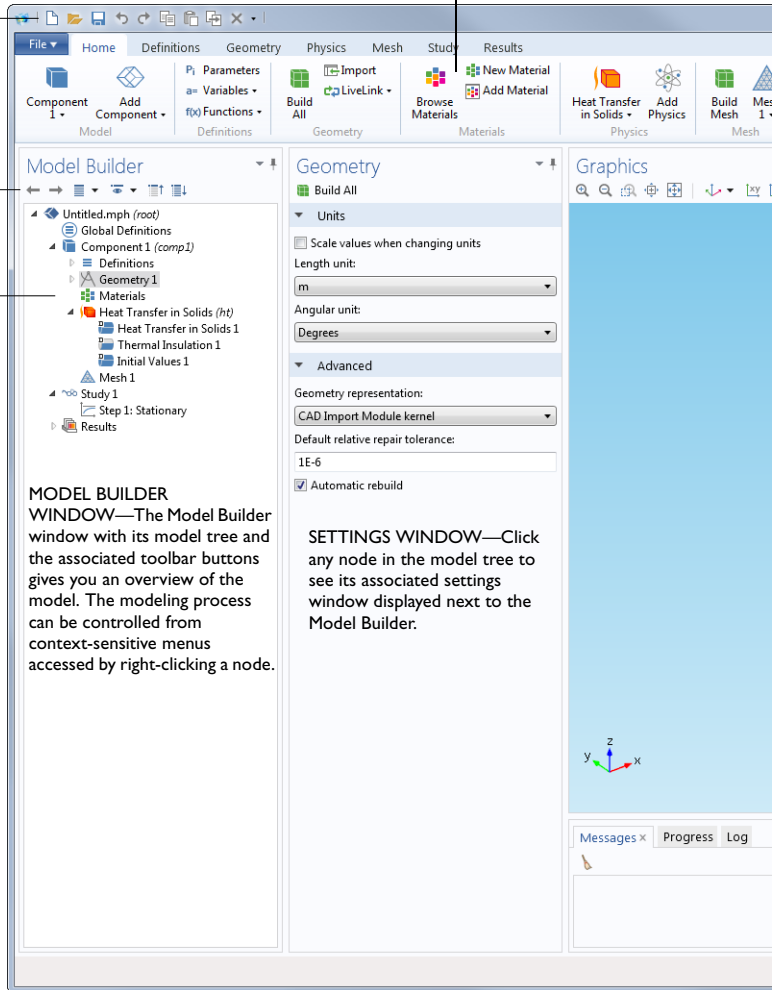 File
Home Definitions Geometry Physics Mesh Study Results
Component 1
Add Component
Model
Pi Parameters
a= Variables
f(x) Functions
Definitions
Build All
Import
LiveLink
Geometry
Browse Materials
New Material
Add Material
Materials
Heat Transfer in Solids
Add Physics
Physics
Build Mesh
Mes
1
Mesh
Model Builder
Untitled.mph (root)
Global Definitions
Component 1 (comp1)
Definitions
Geometry 1
Materials
Heat Transfer in Solids (ht)
Heat Transfer in Solids 1
Thermal Insulation 1
Initial Values 1
Mesh 1
Study 1
Step 1: Stationary
Results
MODEL BUILDER
WINDOW—The Model Builder
window with its model tree and
the associated toolbar buttons
gives you an overview of the
model. The modeling process
can be controlled from
context-sensitive menus
accessed by right-clicking a node.
Geometry
Build All
Units
Scale values when changing units
Length unit:
m
Angular unit:
Degrees
Advanced
Geometry representation:
CAD Import Module kernel
Default relative repair tolerance:
1E-6
Automatic rebuild
SETTINGS WINDOW—Click
any node in the model tree to
see its associated settings
window displayed next to the
Model Builder.
Graphics
xy
z
y x
Messages × Progress Log